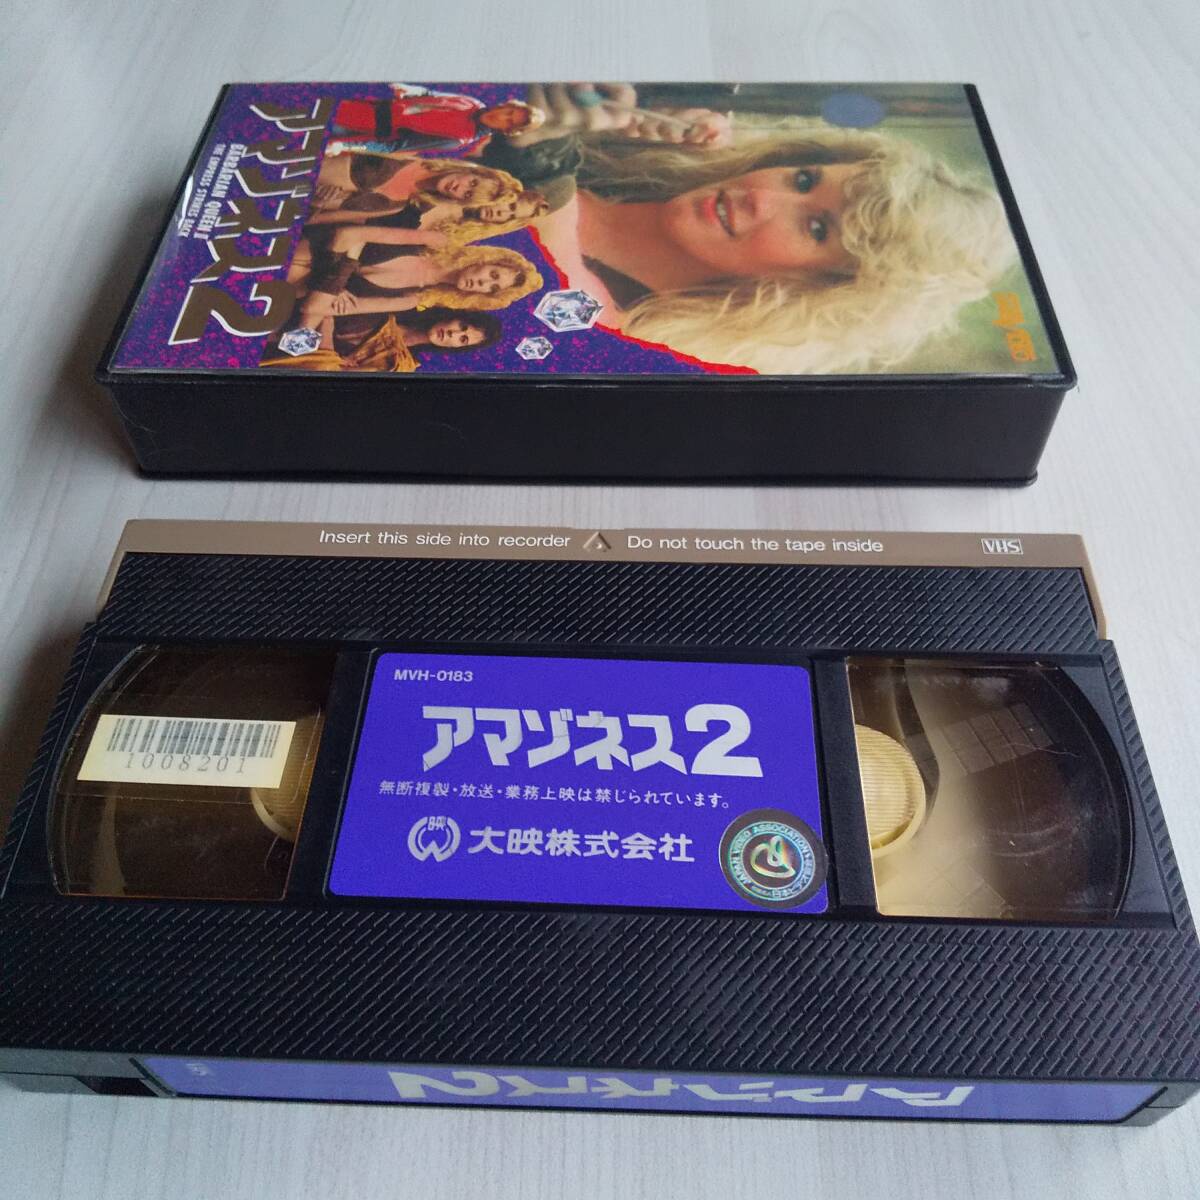 アマゾネス2
BARBARIAN QUEEN II
THE EMPRESS STRIKES BACK
Insert this side into recorder
Do not touch the tape inside
VHS
MVH-0183
アマゾネス2
無断複製・放送・業務上映は禁じられています。
大映株式会社
JAPAN VIDEO ASSOCIATION
1008201
アマゾネス2